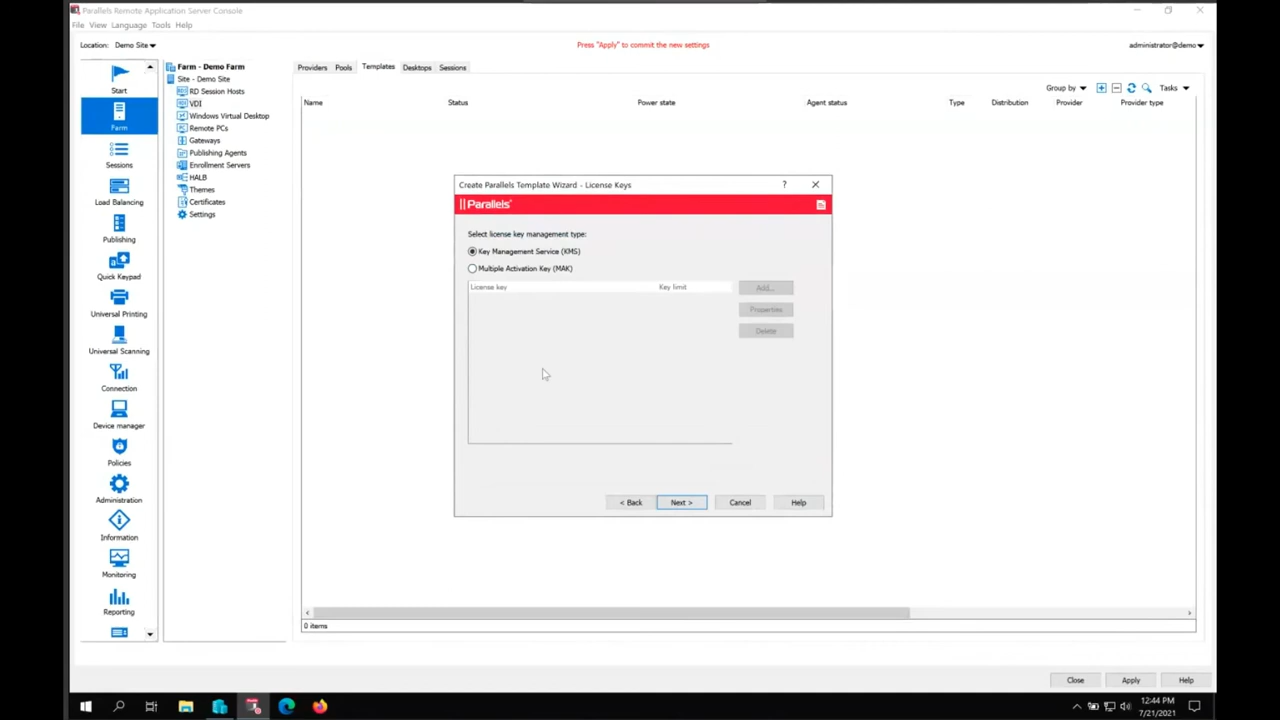 Parallels Remote Application Server Console
File View Language Tools Help
Location: Demo Site
Press "Apply" to commit the new settings
administrator@demo
Start
Farm
Sessions
Load Balancing
Publishing
Quick Keypad
Universal Printing
Universal Scanning
Connection
Device manager
Policies
Administration
Information
Monitoring
Reporting
Farm - Demo Farm
Site - Demo Site
RD Session Hosts
VDI
Windows Virtual Desktop
Remote PCs
Gateways
Publishing Agents
Enrollment Servers
HALB
Themes
Certificates
Settings
Providers Pools Templates Desktops Sessions
Group by Tasks
Name Status Power state Agent status Type Distribution Provider Provider type
Create Parallels Template Wizard - License Keys
Parallels
Select license key management type:
Key Management Service (KMS)
Multiple Activation Key (MAK)
License key Key limit
Add...
Properties
Delete
< Back Next > Cancel Help
0 items
Close Apply Help
12:44 PM
7/21/2021